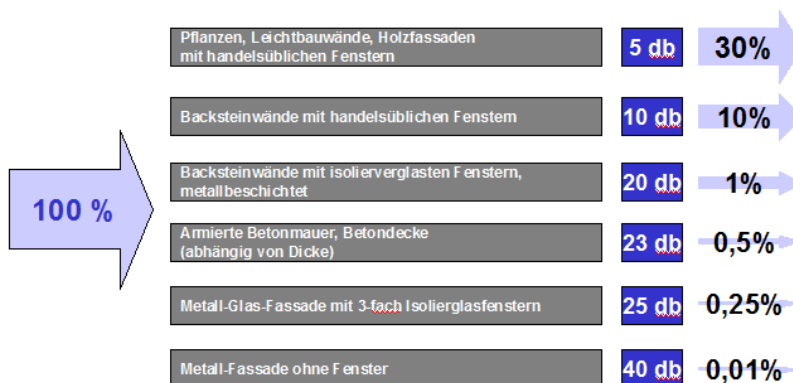 Pflanzen, Leichtbauwände, Holzfassaden
mit handelsüblichen Fenstern
5 db
30%
Backsteinwände mit handelsüblichen Fenstern
10 db
10%
100 %
Backsteinwände mit isolierverglasten Fenstern,
metallbeschichtet
20 db
1%
Armierte Betonmauer, Betondecke
(abhängig von Dicke)
23 db
0,5%
Metall-Glas-Fassade mit 3-fach Isolierglasfenstern
25 db
0,25%
Metall-Fassade ohne Fenster
40 db
0,01%